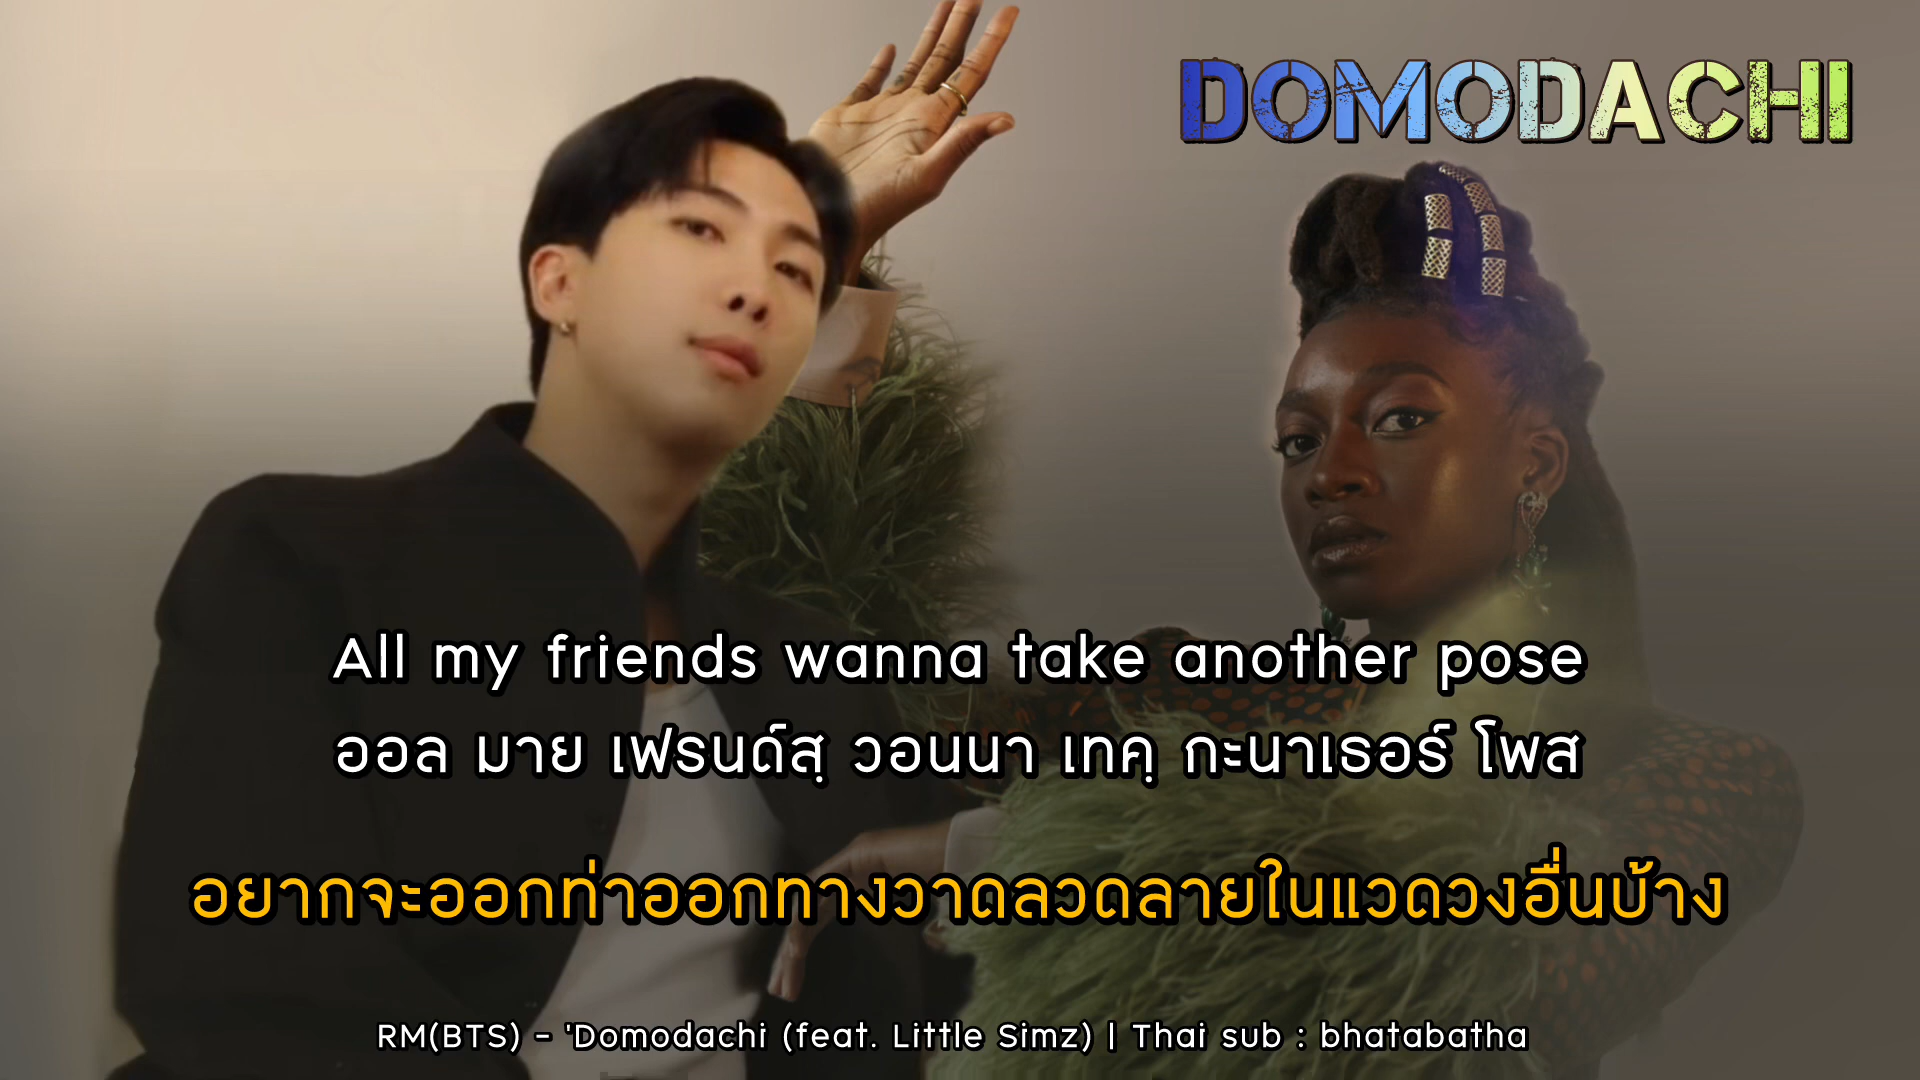 DOMODACHI
All my friends wanna take another pose
ออล มาย เฟรนด์สฺ วอนนา เทคฺ กะนาเธอร์ โพส
อยากจะออกท่าออกทางวาดลวดลายในแวดวงอื่นบ้าง
RM(BTS) - 'Domodachi (feat. Little Simz) | Thai sub : bhatabatha